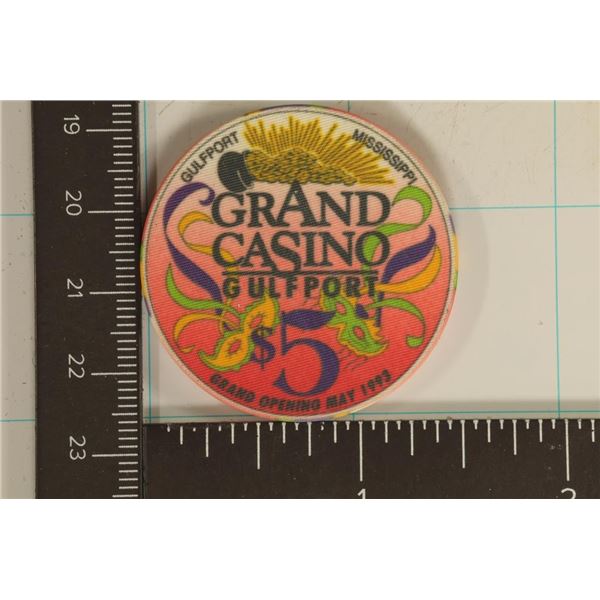 GULFPORT MISSISSIPPI
GRAND
CASINO
GULFPORT
$5
GRAND OPENING MAY 1993
19
20
21
22
23
1
2